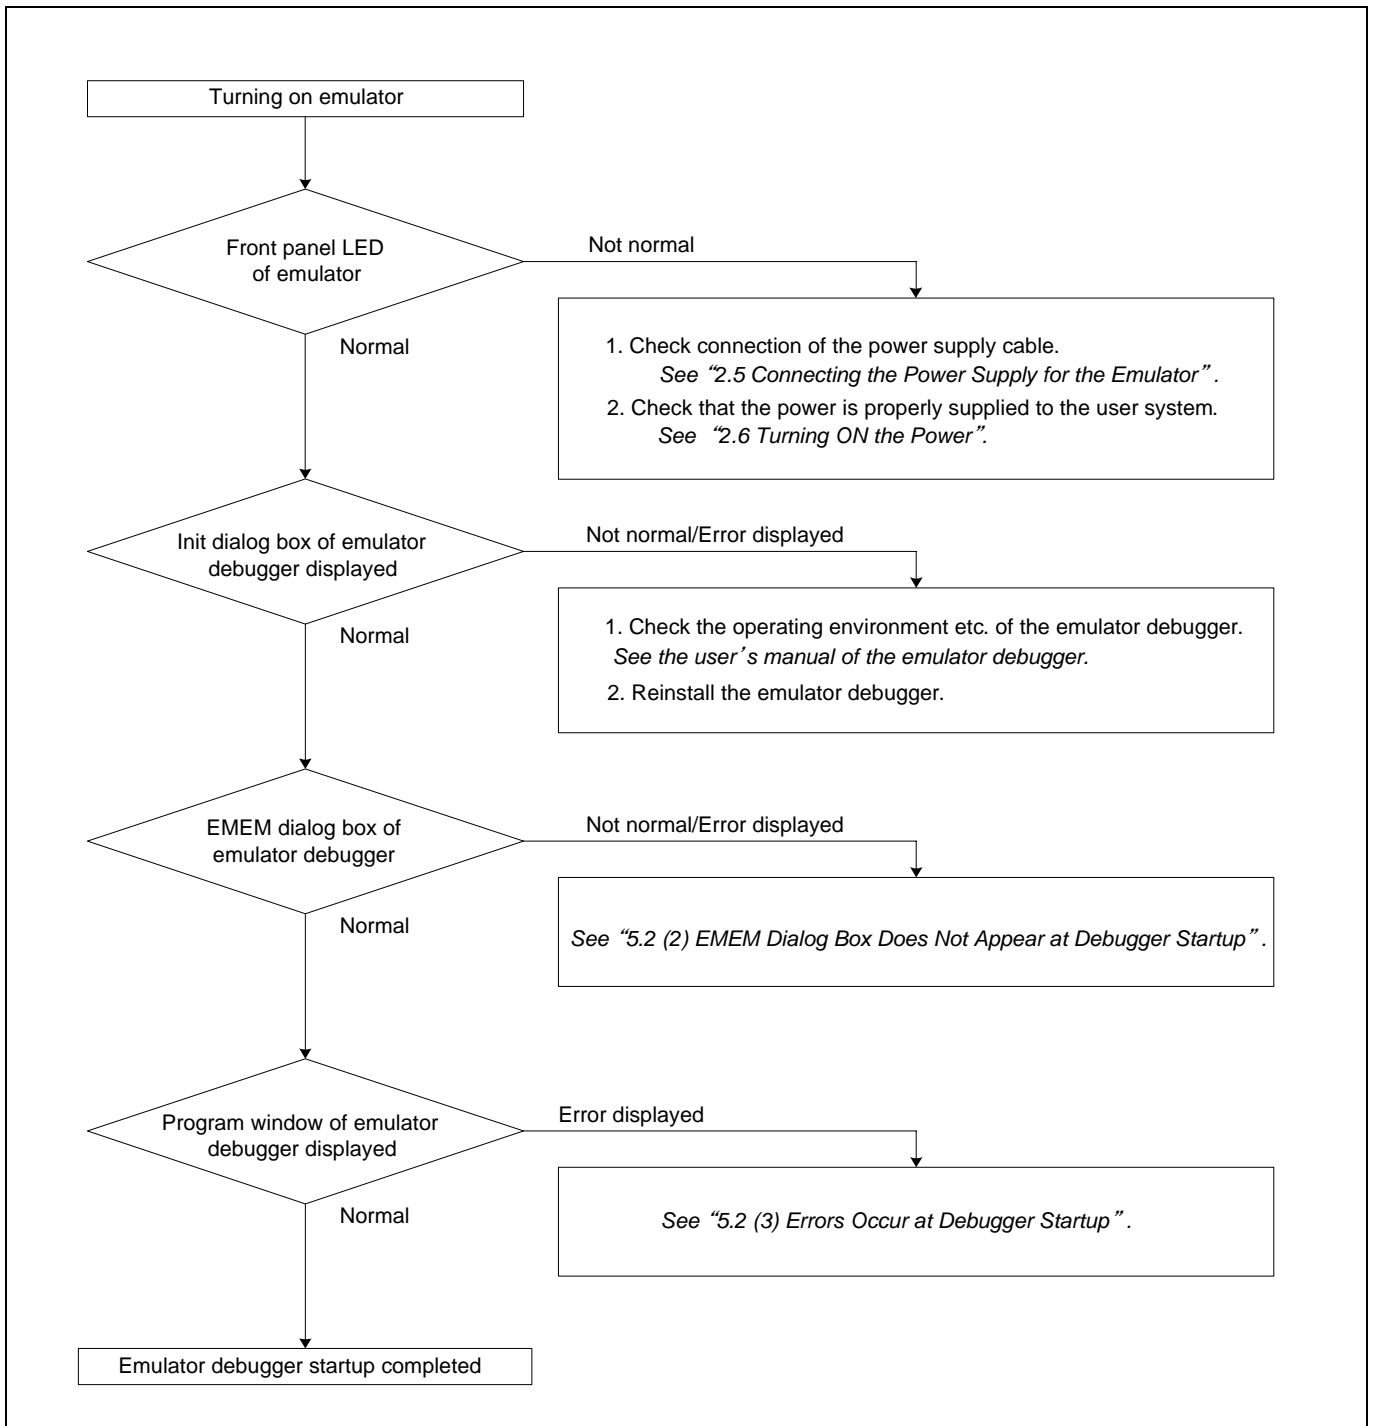 Turning on emulator
Front panel LED
of emulator
Not normal
Normal
1. Check connection of the power supply cable.
See “2.5 Connecting the Power Supply for the Emulator”.
2. Check that the power is properly supplied to the user system.
See “2.6 Turning ON the Power”.
Init dialog box of emulator
debugger displayed
Not normal/Error displayed
Normal
1. Check the operating environment etc. of the emulator debugger.
See the user’s manual of the emulator debugger.
2. Reinstall the emulator debugger.
EMEM dialog box of
emulator debugger
Not normal/Error displayed
Normal
See “5.2 (2) EMEM Dialog Box Does Not Appear at Debugger Startup”.
Program window of emulator
debugger displayed
Error displayed
Normal
See “5.2 (3) Errors Occur at Debugger Startup”.
Emulator debugger startup completed